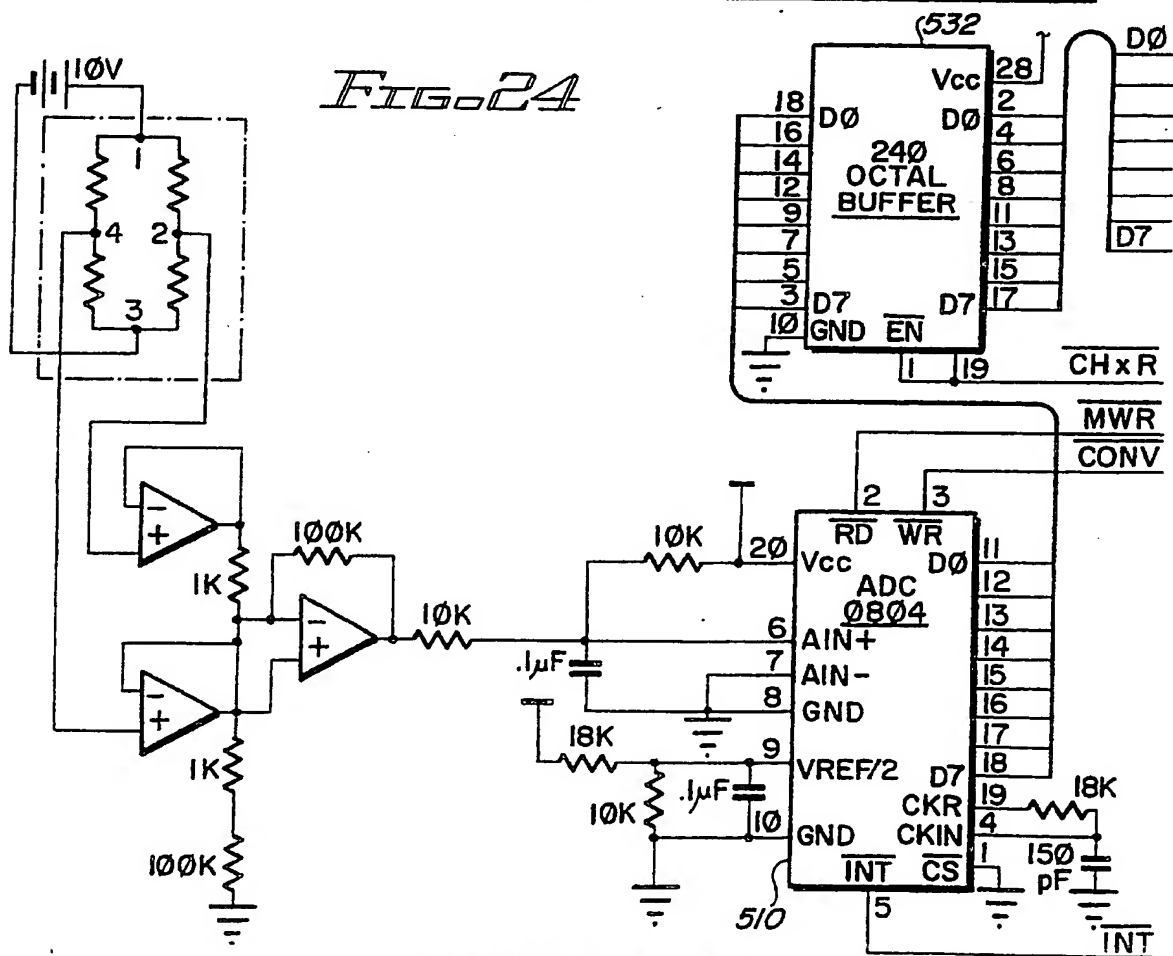 FIG. 24
10V
1
4
2
3
1K
100K
1K
100K
10K
10K
.1µF
18K
10K
.1µF
532
Vcc
28
18
DØ
DØ
2
16
4
14
6
12
8
9
11
7
13
5
15
3
D7
D7
17
10
GND
EN
1
19
240
OCTAL
BUFFER
DØ
D7
CHxR
MWR
CONV
2
3
RD
WR
20
Vcc
DØ
11
ADC
0804
12
13
6
AIN+
14
7
AIN-
15
8
GND
16
17
9
VREF/2
D7
18
CKR
19
18K
10
GND
CKIN
4
INT
CS
1
150
pF
510
5
INT